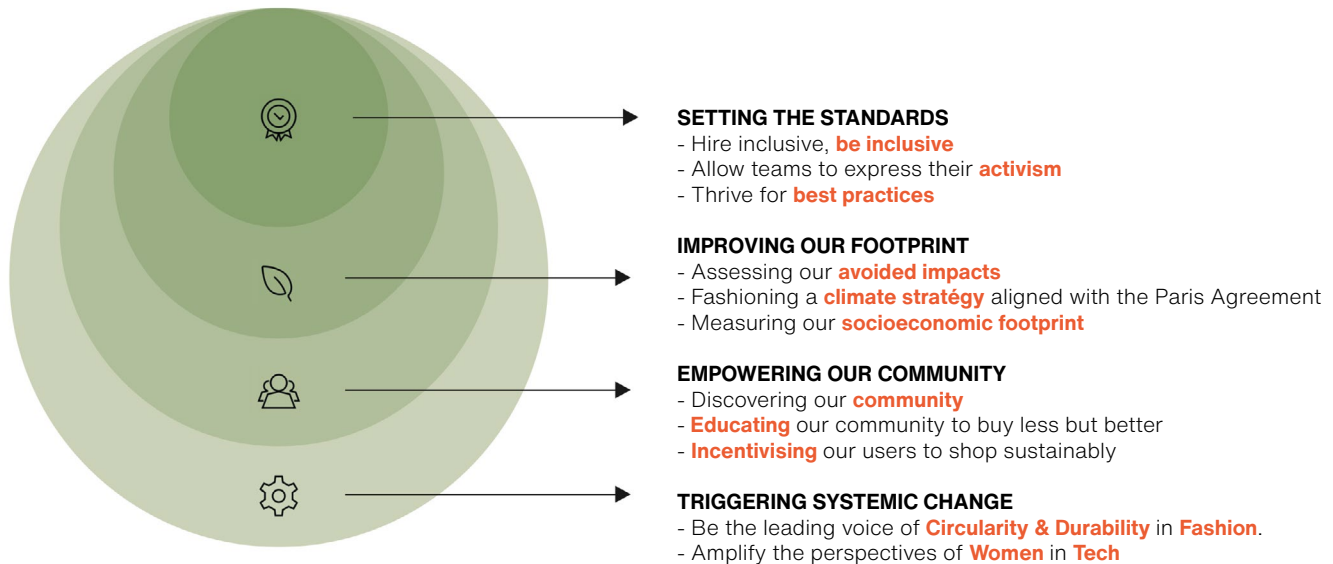 SETTING THE STANDARDS
- Hire inclusive, be inclusive
- Allow teams to express their activism
- Thrive for best practices
IMPROVING OUR FOOTPRINT
- Assessing our avoided impacts
- Fashioning a climate stratégy aligned with the Paris Agreement
- Measuring our socioeconomic footprint
EMPOWERING OUR COMMUNITY
- Discovering our community
- Educating our community to buy less but better
- Incentivising our users to shop sustainably
TRIGGERING SYSTEMIC CHANGE
- Be the leading voice of Circularity & Durability in Fashion.
- Amplify the perspectives of Women in Tech